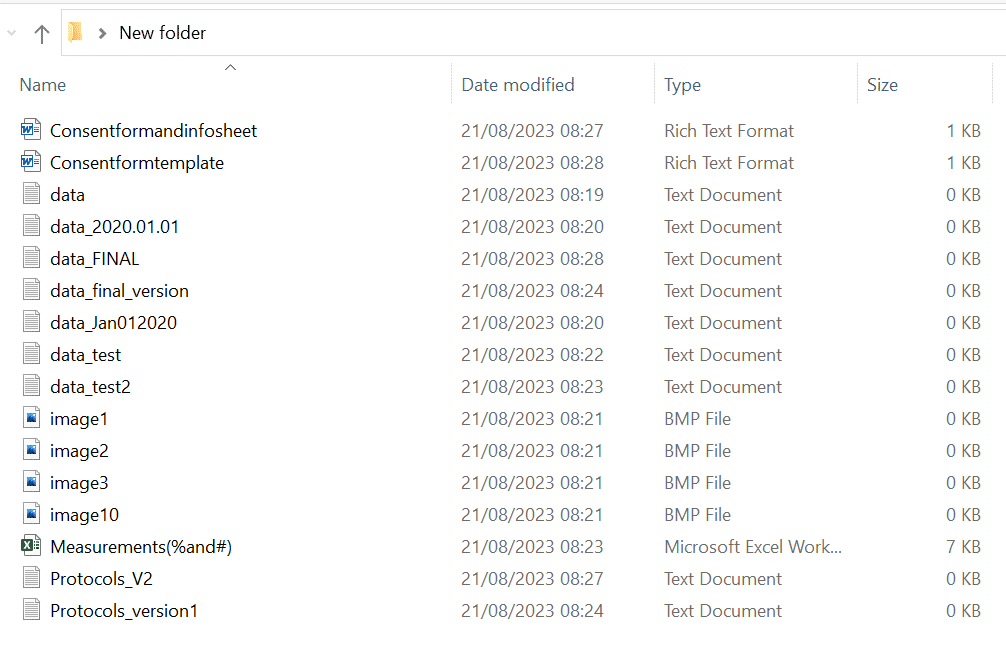 New folder
Name Date modified Type Size
Consentformandinfosheet 21/08/2023 08:27 Rich Text Format 1 KB
Consentformtemplate 21/08/2023 08:28 Rich Text Format 1 KB
data 21/08/2023 08:19 Text Document 0 KB
data_2020.01.01 21/08/2023 08:20 Text Document 0 KB
data_FINAL 21/08/2023 08:28 Text Document 0 KB
data_final_version 21/08/2023 08:24 Text Document 0 KB
data_Jan012020 21/08/2023 08:20 Text Document 0 KB
data_test 21/08/2023 08:22 Text Document 0 KB
data_test2 21/08/2023 08:23 Text Document 0 KB
image1 21/08/2023 08:21 BMP File 0 KB
image2 21/08/2023 08:21 BMP File 0 KB
image3 21/08/2023 08:21 BMP File 0 KB
image10 21/08/2023 08:21 BMP File 0 KB
Measurements(%and#) 21/08/2023 08:23 Microsoft Excel Work... 7 KB
Protocols_V2 21/08/2023 08:27 Text Document 0 KB
Protocols_version1 21/08/2023 08:24 Text Document 0 KB